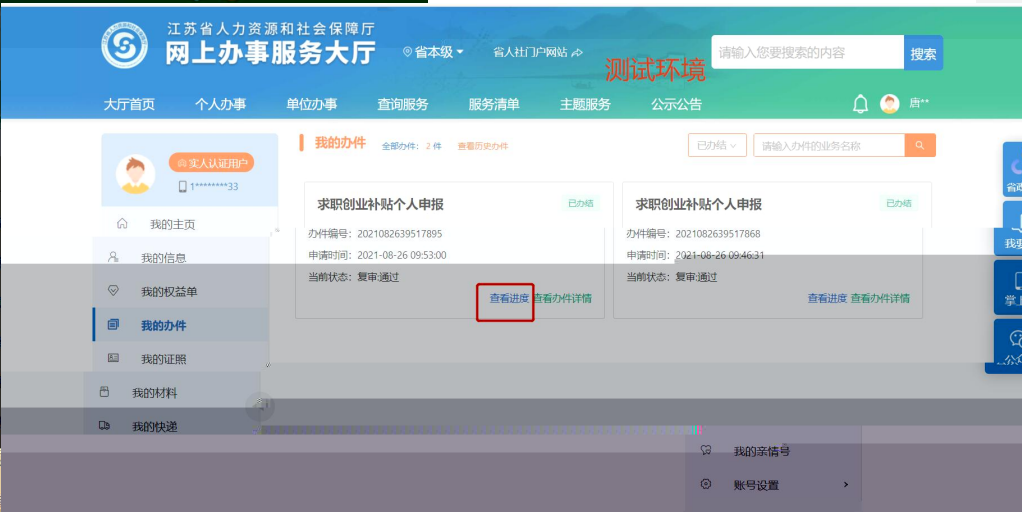 江苏省人力资源和社会保障厅
网上办事服务大厅
省本级
省人社门户网站
测试环境
请输入您要搜索的内容
搜索
大厅首页 个人办事 单位办事 查询服务 服务清单 主题服务 公示公告
唐**
实人认证用户
1********33
我的主页
我的信息
我的权益单
我的办件
我的证照
我的材料
我的快递
我的办件 全部办件: 2 件 查看历史办件
已办结
请输入办件的业务名称
求职创业补贴个人申报 已办结
办件编号: 2021082639517895
申请时间: 2021-08-26 09:53:00
当前状态: 复审:通过
查看进度 查看办件详情
求职创业补贴个人申报 已办结
办件编号: 2021082639517868
申请时间: 2021-08-26 09:46:31
当前状态: 复审:通过
查看进度 查看办件详情
我的亲情号
账号设置